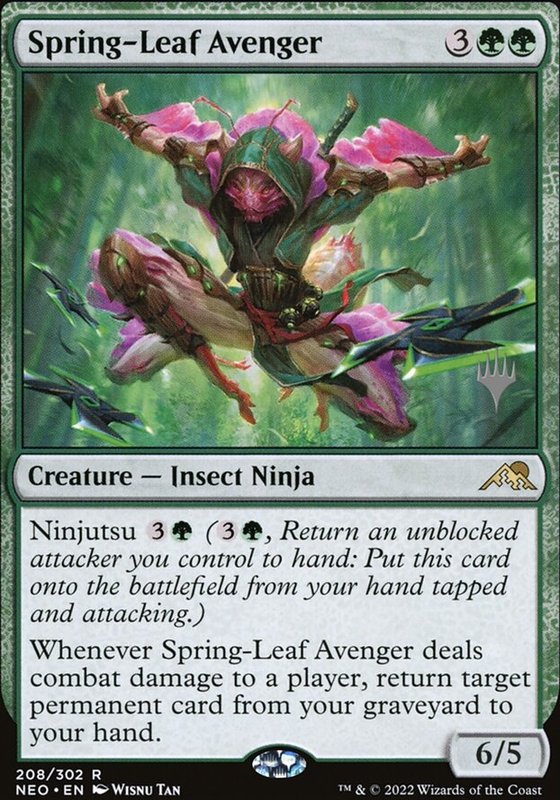 Spring-Leaf Avenger 3
Creature — Insect Ninja
Ninjutsu 3 (3, Return an unblocked
attacker you control to hand: Put this card
onto the battlefield from your hand tapped
and attacking.)
Whenever Spring-Leaf Avenger deals
combat damage to a player, return target
permanent card from your graveyard to
your hand.
6/5
208/302 R
NEO • EN Wisnu Tan
™ & © 2022 Wizards of the Coast